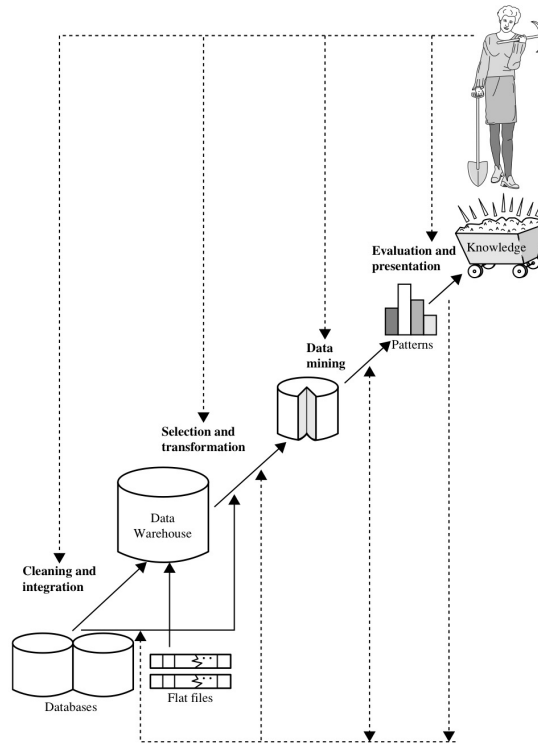 Evaluation and
presentation
Knowledge
Patterns
Data
mining
Selection and
transformation
Data
Warehouse
Cleaning and
integration
Databases
Flat files